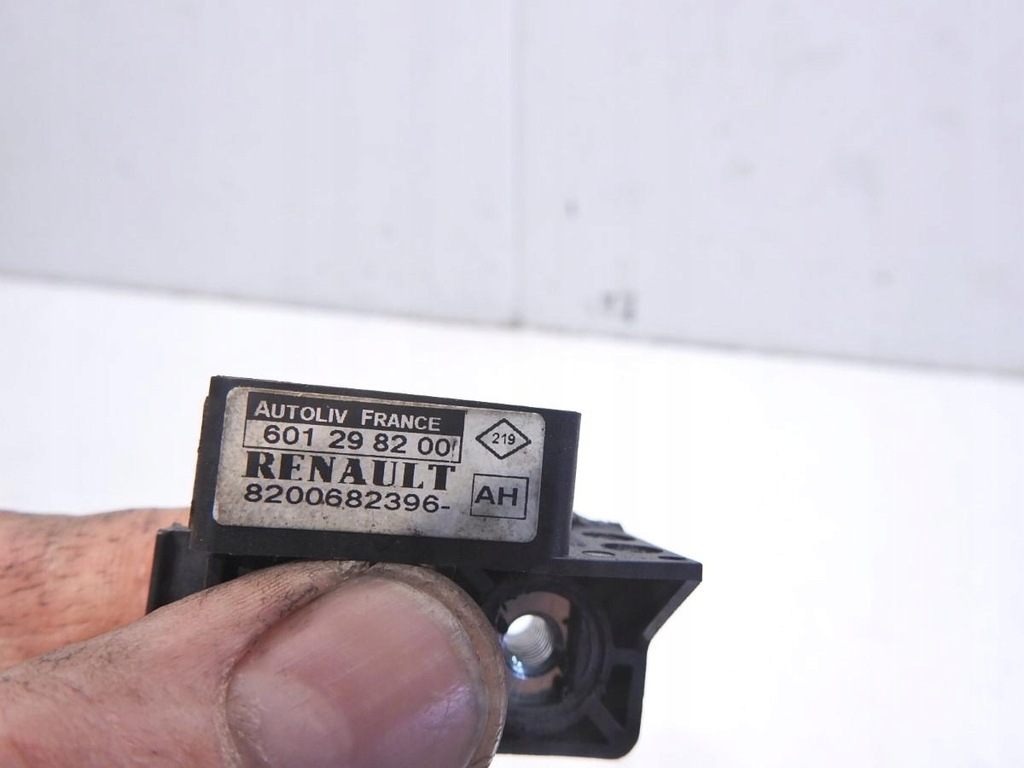 AUTOLIV FRANCE
601 29 82 00
RENAULT
8200682396-
219
AH